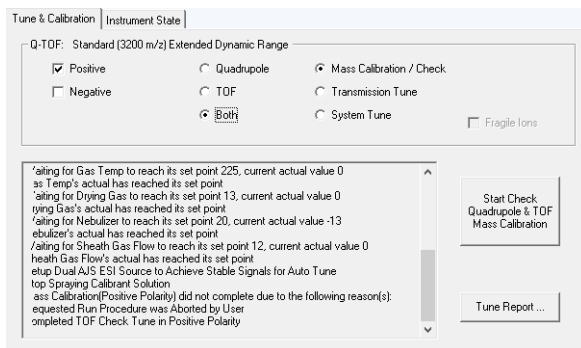 Tune & Calibration
Instrument State
Q-TOF: Standard (3200 m/z) Extended Dynamic Range
Positive
Quadrupole
Mass Calibration / Check
Negative
TOF
Transmission Tune
Both
System Tune
Fragile Ions
'aiting for Gas Temp to reach its set point 225, current actual value 0
as Temp's actual has reached its set point
'aiting for Drying Gas to reach its set point 13, current actual value 0
rying Gas's actual has reached its set point
/aiting for Nebulizer to reach its set point 20, current actual value -13
ebulizer's actual has reached its set point
/aiting for Sheath Gas Flow to reach its set point 12, current actual value 0
heath Gas Flow's actual has reached its set point
etup Dual AJS ESI Source to Achieve Stable Signals for Auto Tune
top Spraying Calibrant Solution
ass Calibration(Positive Polarity) did not complete due to the following reason(s):
equested Run Procedure was Aborted by User
ompleted TOF Check Tune in Positive Polarity
Start Check
Quadrupole & TOF
Mass Calibration
Tune Report ...